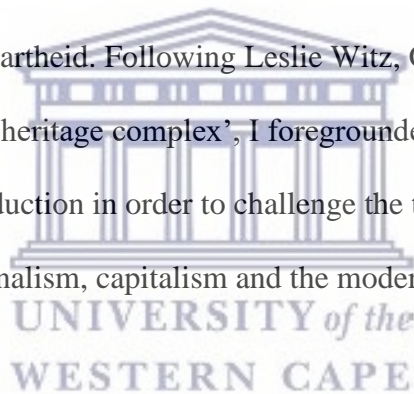 artheid. Following Leslie Witz,
heritage complex’, I foregrounde
duction in order to challenge the
nalism, capitalism and the moder
UNIVERSITY of the
WESTERN CAPE